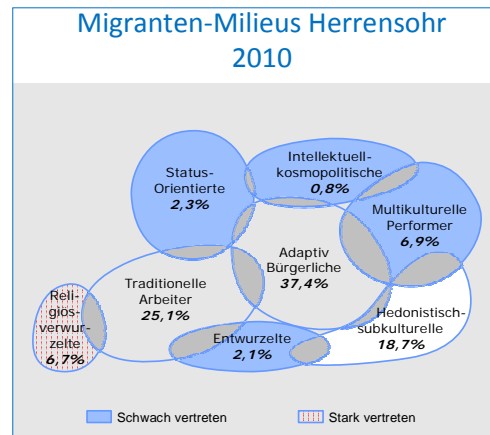 Migranten-Milieus Herrensohr
2010
Status-
Orientierte
2,3%
Intellektuell-
kosmopolitische
0,8%
Multikulturelle
Performer
6,9%
Adaptiv
Bürgerliche
37,4%
Traditionelle
Arbeiter
25,1%
Reli-
giös-
verwur-
zelte
6,7%
Entwurzelte
2,1%
Hedonistisch-
subkulturelle
18,7%
Schwach vertreten
Stark vertreten